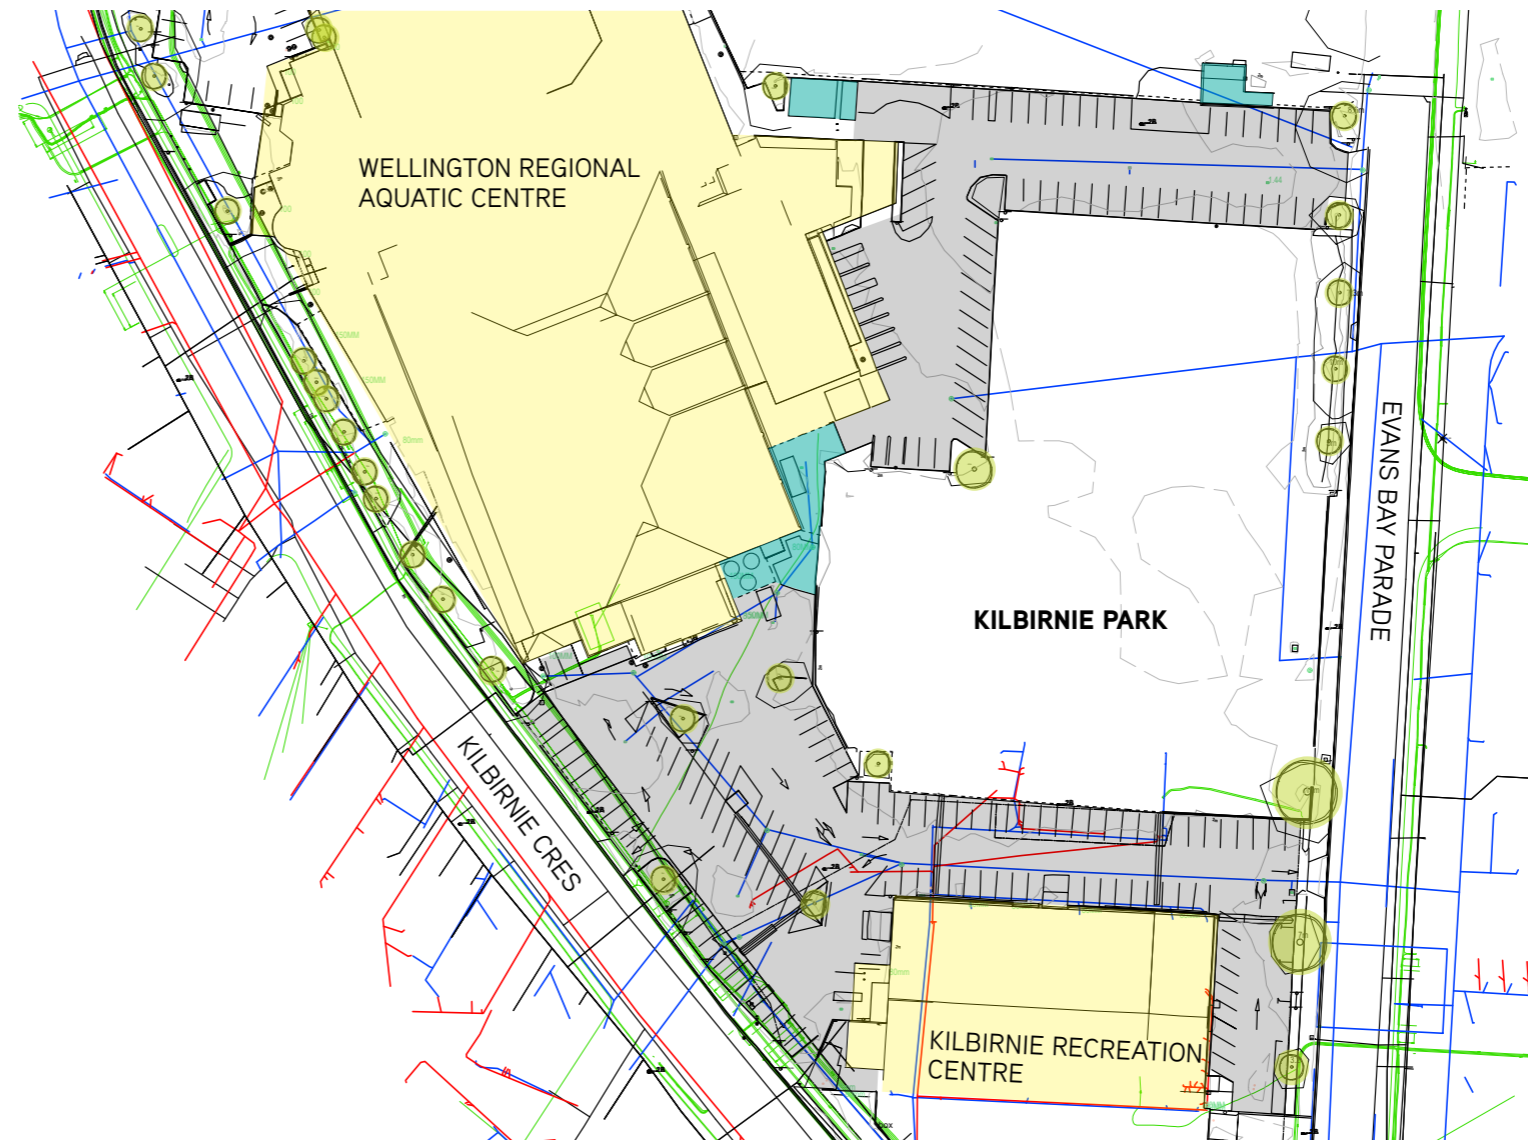 WELLINGTON REGIONAL
AQUATIC CENTRE
EVANS BAY PARADE
KILBIRNIE PARK
KILBIRNIE CRES
KILBIRNIE RECREATION
CENTRE